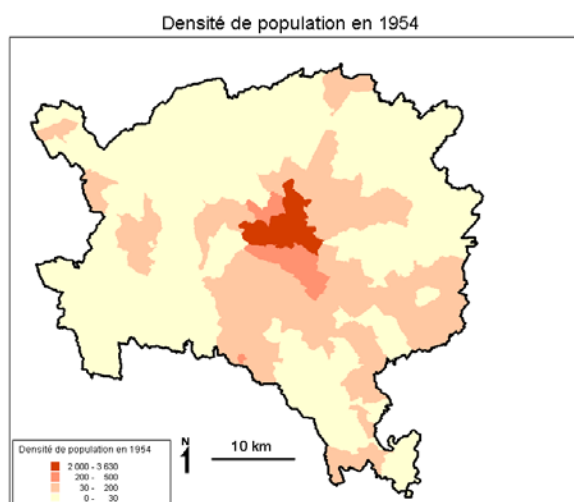 Densité de population en 1954
Densité de population en 1954
2 000 - 3 630
200 - 500
30 - 200
0 - 30
N
10 km